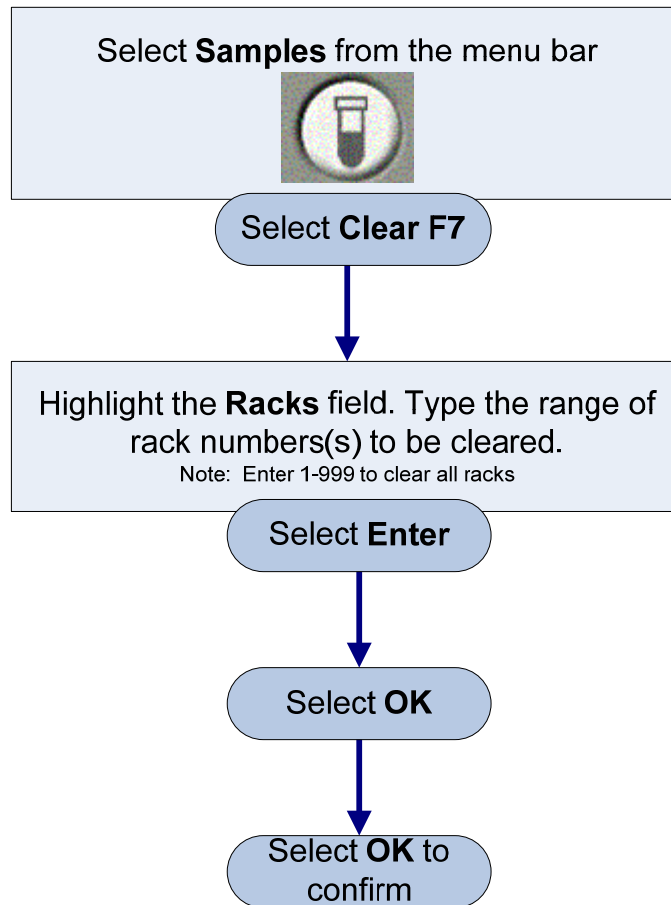 Select Samples from the menu bar
Select Clear F7
Highlight the Racks field. Type the range of
rack numbers(s) to be cleared.
Note: Enter 1-999 to clear all racks
Select Enter
Select OK
Select OK to
confirm